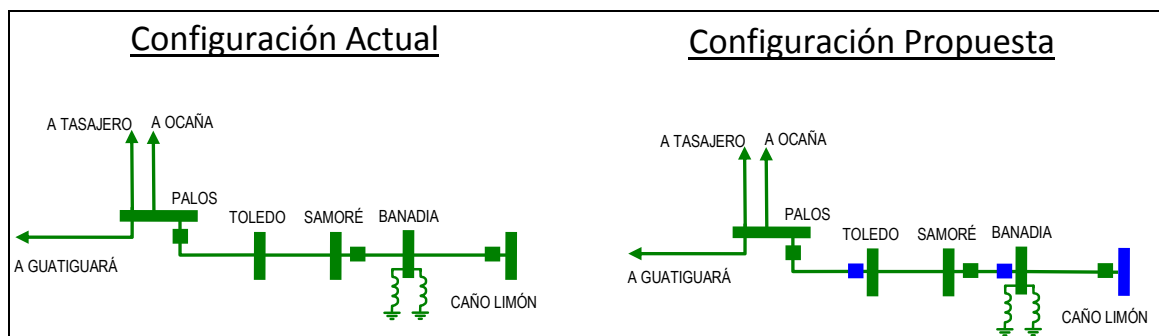 Configuración Actual
A TASAJERO
A OCAÑA
PALOS
TOLEDO
SAMORÉ
BANADIA
A GUATIGUARÁ
CAÑO LIMÓN
Configuración Propuesta
A TASAJERO
A OCAÑA
PALOS
TOLEDO
SAMORÉ
BANADIA
A GUATIGUARÁ
CAÑO LIMÓN